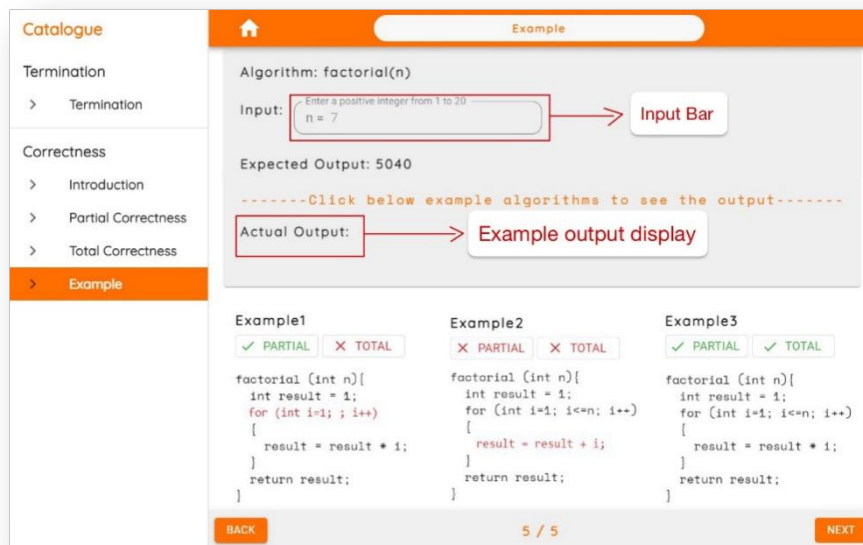 Catalogue
Termination
> Termination
Correctness
> Introduction
> Partial Correctness
> Total Correctness
> Example
Example
Algorithm: factorial(n)
Input:
Enter a positive integer from 1 to 20
n = 7
Input Bar
Expected Output: 5040
-------Click below example algorithms to see the output-------
Actual Output:
Example output display
Example1
✓ PARTIAL
✕ TOTAL
factorial (int n){
int result = 1;
for (int i=1; ; i++)
{
result = result * i;
}
return result;
}
Example2
✕ PARTIAL
✕ TOTAL
factorial (int n){
int result = 1;
for (int i=1; i<=n; i++)
{
result = result + i;
}
return result;
}
Example3
✓ PARTIAL
✓ TOTAL
factorial (int n){
int result = 1;
for (int i=1; i<=n; i++)
{
result = result * i;
}
return result;
}
BACK
5 / 5
NEXT